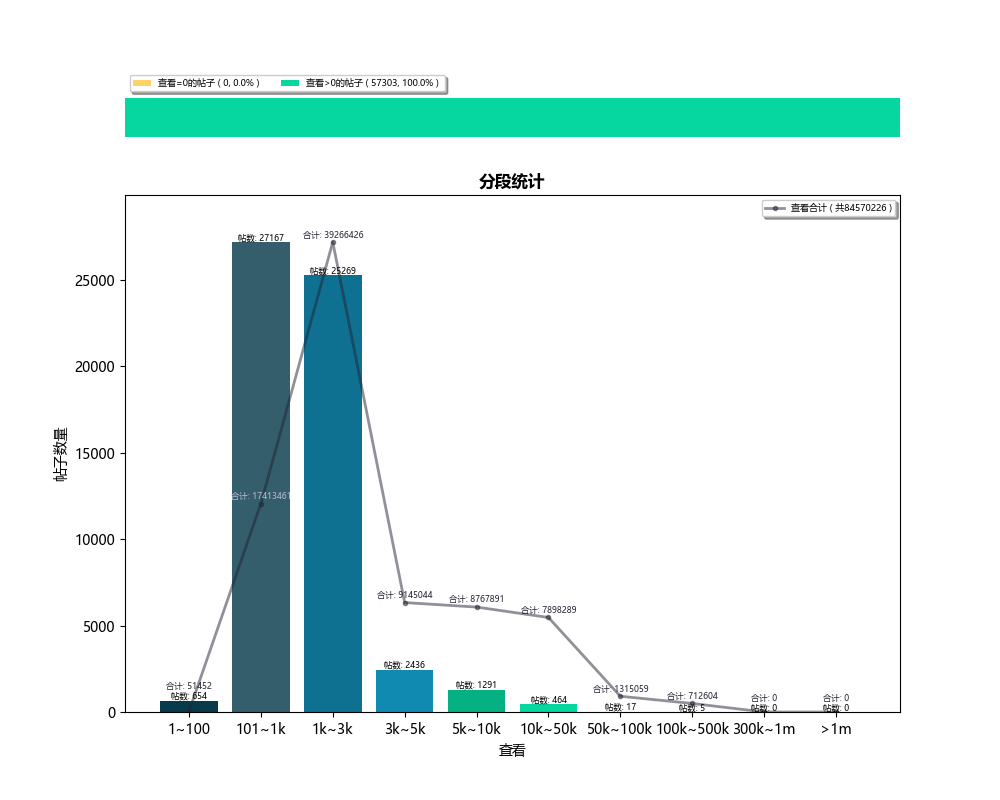 查看=0的帖子 ( 0, 0.0% )
查看>0的帖子 ( 57303, 100.0% )
分段统计
查看合计 ( 共84570226 )
帖子数量
25000
20000
15000
10000
5000
0
合计: 51452
帖数: 654
帖数: 27167
合计: 17413461
合计: 39266426
帖数: 25269
合计: 9145044
帖数: 2436
合计: 8767891
帖数: 1291
合计: 7898289
帖数: 464
合计: 1315059
帖数: 17
合计: 712604
帖数: 5
合计: 0
帖数: 0
合计: 0
帖数: 0
1~100 101~1k 1k~3k 3k~5k 5k~10k 10k~50k 50k~100k 100k~500k 300k~1m >1m
查看